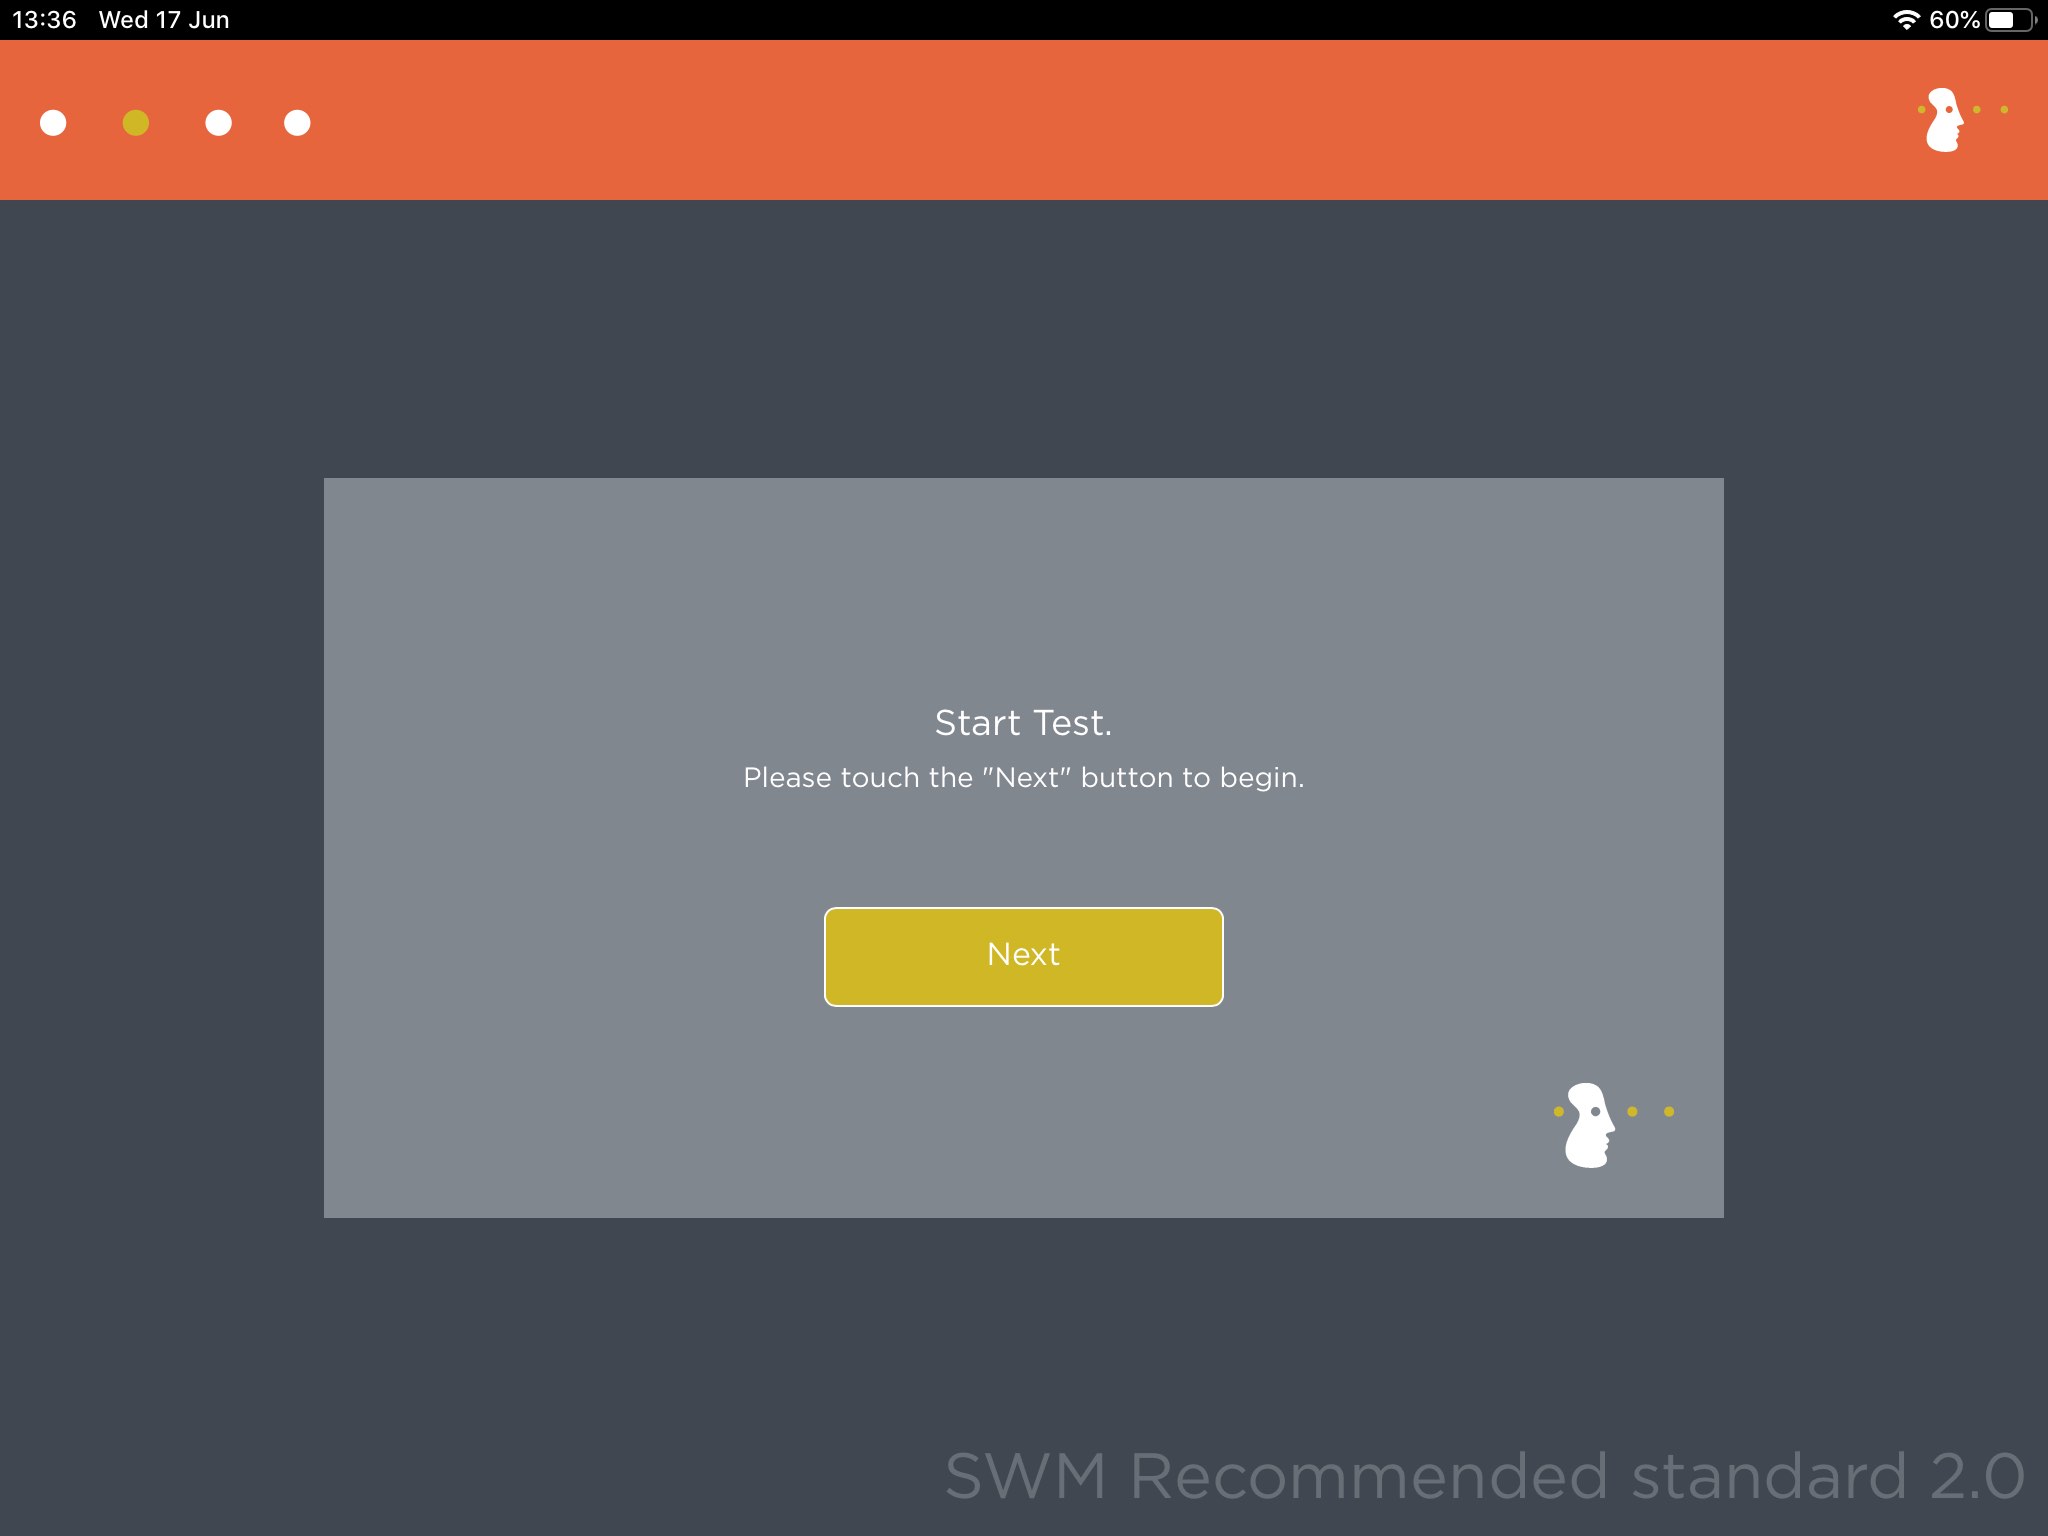 13:36 Wed 17 Jun 60%
Start Test.
Please touch the "Next" button to begin.
Next
SWM Recommended standard 2.0